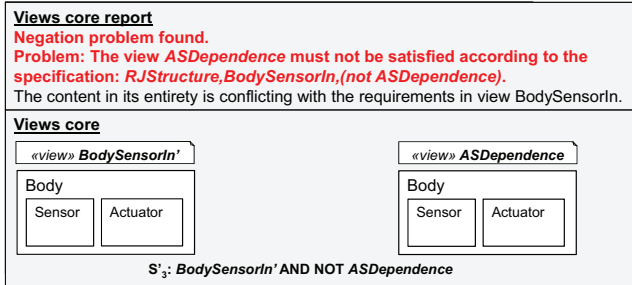 Views core report
Negation problem found.
Problem: The view ASDependence must not be satisfied according to the
specification: RJStructure,BodySensorIn,(not ASDependence).
The content in its entirety is conflicting with the requirements in view BodySensorIn.
Views core
«view» BodySensorIn’ «view» ASDependence
Body Body
Sensor Actuator Sensor Actuator
S’3: BodySensorIn’ AND NOT ASDependence